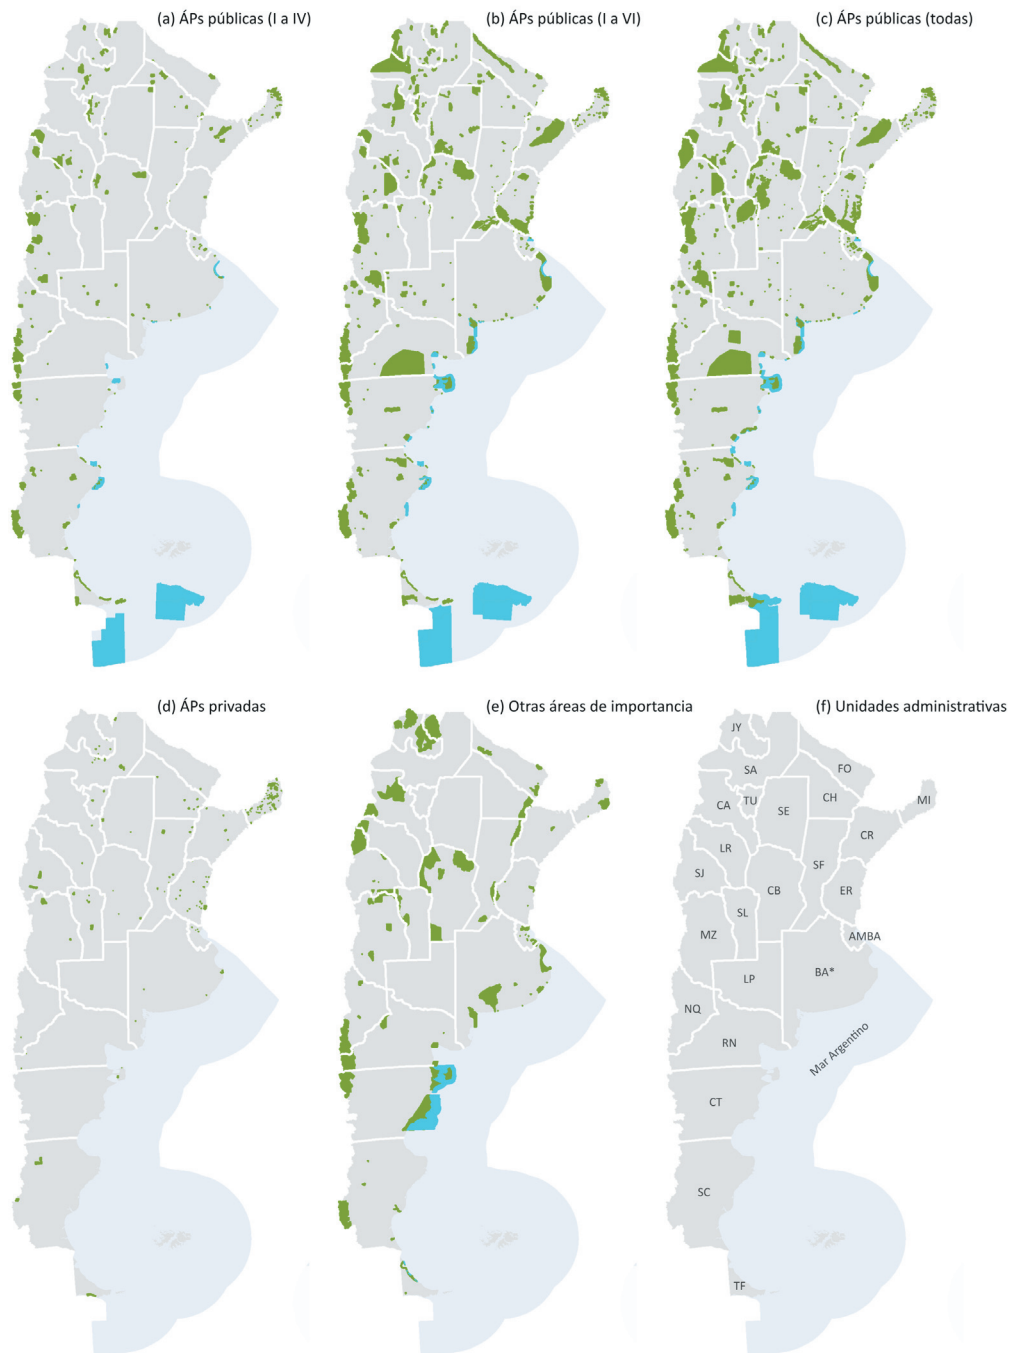 (a) ÁPs públicas (I a IV)
(b) ÁPs públicas (I a VI)
(c) ÁPs públicas (todas)
(d) ÁPs privadas
(e) Otras áreas de importancia
(f) Unidades administrativas
JY
SA
FO
CA
TU
SE
CH
MI
CR
LR
SF
SJ
CB
ER
SL
MZ
AMBA
LP
BA*
NQ
RN
Mar Argentino
CT
SC
TF